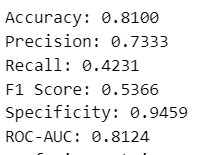 Accuracy: 0.8100
Precision: 0.7333
Recall: 0.4231
F1 Score: 0.5366
Specificity: 0.9459
ROC-AUC: 0.8124